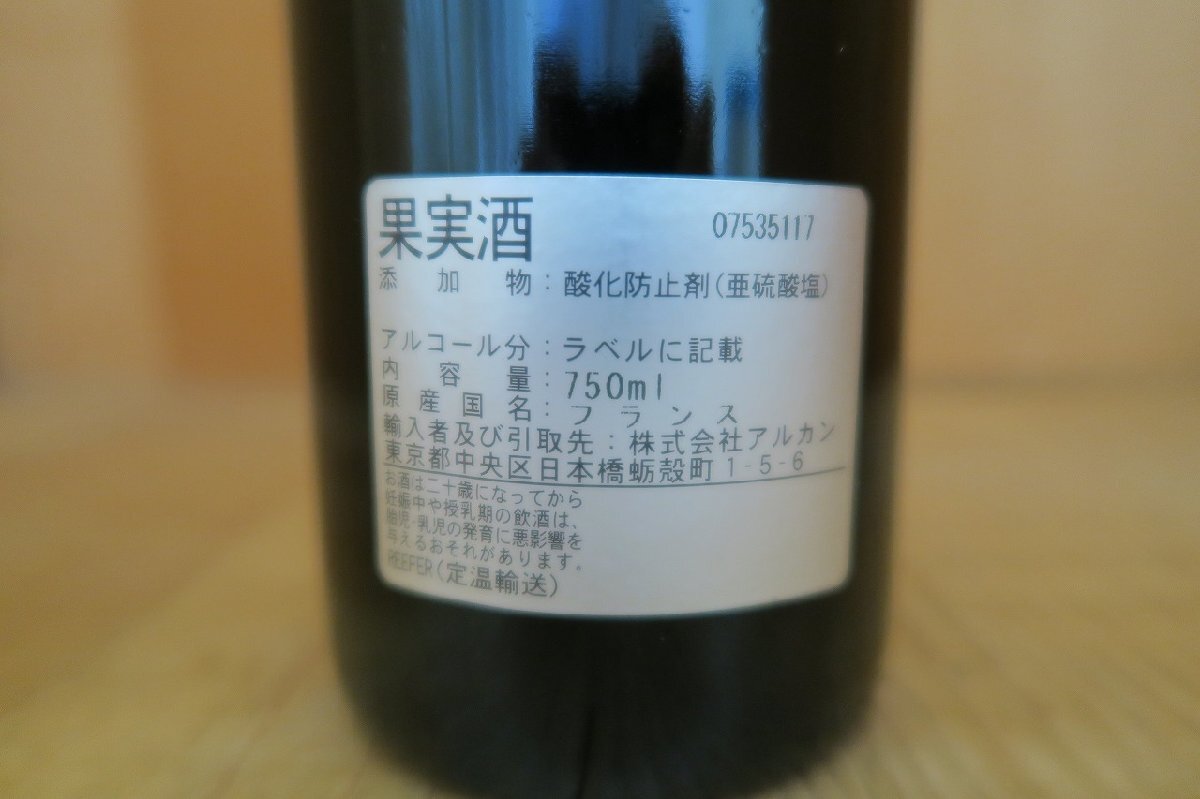 果実酒 07535117
添加物:酸化防止剤(亜硫酸塩)
アルコール分:ラベルに記載
内容量:750ml
原産国名:フランス
輸入者及び引取先:株式会社アルカン
東京都中央区日本橋蛎殻町1-5-6
お酒は二十歳になってから
妊娠中や授乳期の飲酒は、
胎児・乳児の発育に悪影響を
与えるおそれがあります。
REEFER(定温輸送)